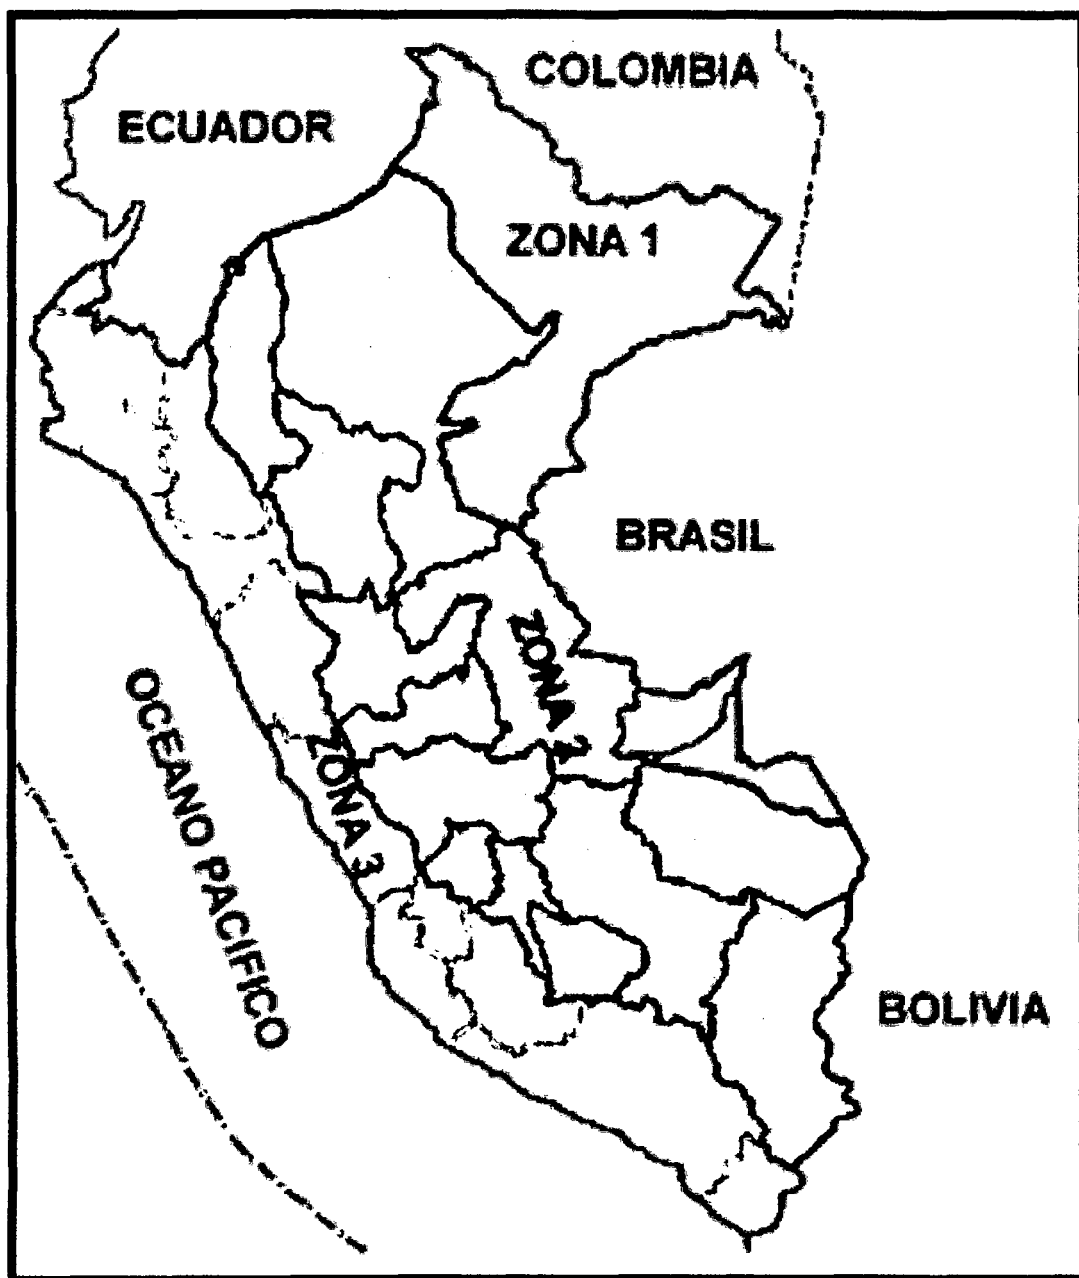 COLOMBIA
ECUADOR
ZONA 1
BRASIL
ZONA 2
OCEANO PACIFICO
ZONA 3
BOLIVIA